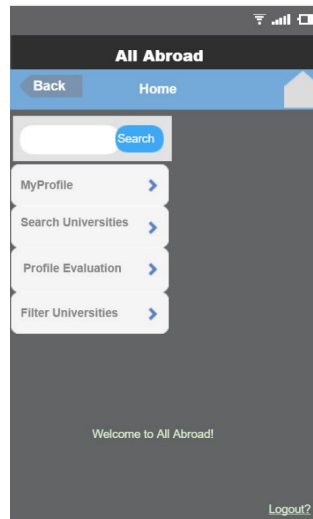 All Abroad
Back
Home
Search
MyProfile
Search Universities
Profile Evaluation
Filter Universities
Welcome to All Abroad!
Logout?